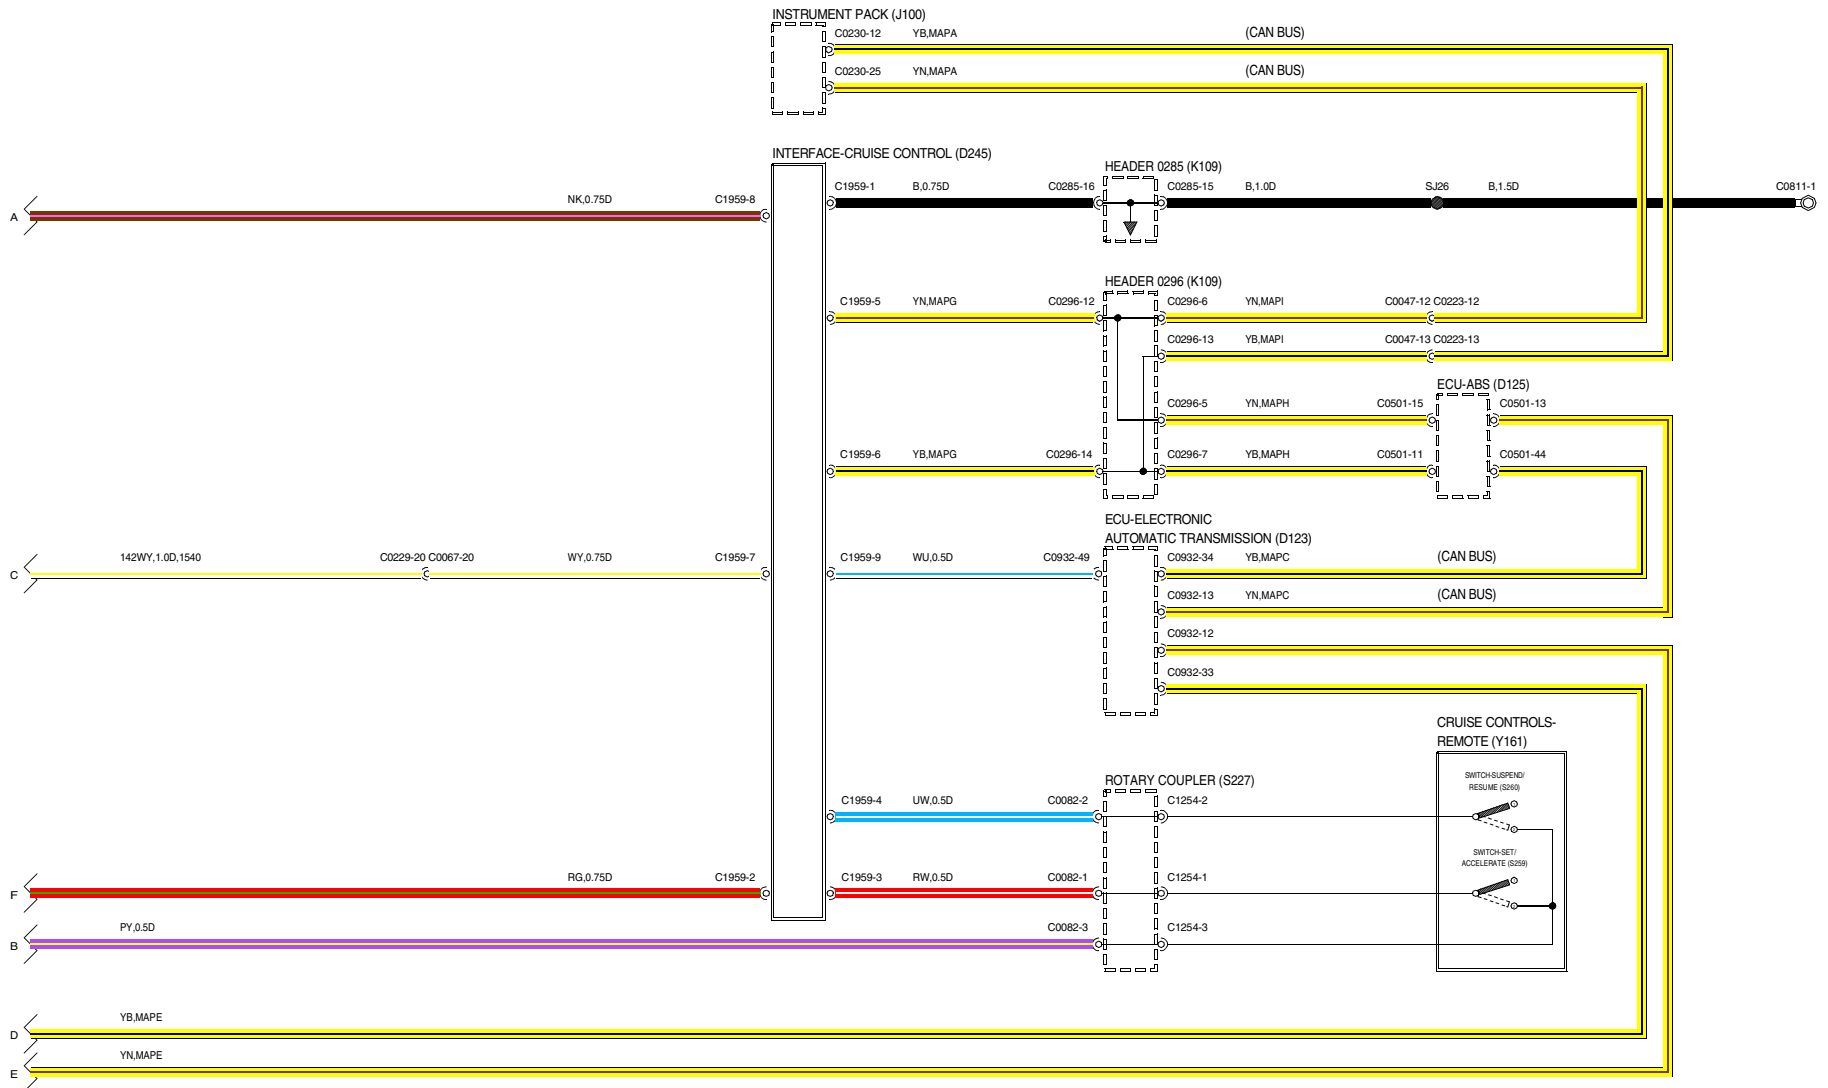 INSTRUMENT PACK (J100)
C0230-12 YB,MAPA (CAN BUS)
C0230-25 YN,MAPA (CAN BUS)
INTERFACE-CRUISE CONTROL (D245)
HEADER 0285 (K109)
C1959-1 B,0.75D C0285-16 C0285-15 B,1.0D SJ26 B,1.5D C0811-1
A NK,0.75D C1959-8
HEADER 0296 (K109)
C1959-5 YN,MAPG C0296-12 C0296-6 YN,MAPI C0047-12 C0223-12
C0296-13 YB,MAPI C0047-13 C0223-13
ECU-ABS (D125)
C0296-5 YN,MAPH C0501-15 C0501-13
C1959-6 YB,MAPG C0296-14 C0296-7 YB,MAPH C0501-11 C0501-44
ECU-ELECTRONIC
AUTOMATIC TRANSMISSION (D123)
C 142WY,1.0D,1540 C0229-20 C0067-20 WY,0.75D C1959-7 C1959-9 WU,0.5D C0932-49 C0932-34 YB,MAPC (CAN BUS)
C0932-13 YN,MAPC (CAN BUS)
C0932-12
C0932-33
CRUISE CONTROLS-
REMOTE (Y161)
SWITCH-SUSPEND/
RESUME (S260)
ROTARY COUPLER (S227)
C1959-4 UW,0.5D C0082-2 C1254-2
SWITCH-SET/
ACCELERATE (S259)
F RG,0.75D C1959-2 C1959-3 RW,0.5D C0082-1 C1254-1
B PY,0.5D C0082-3 C1254-3
D YB,MAPE
E YN,MAPE